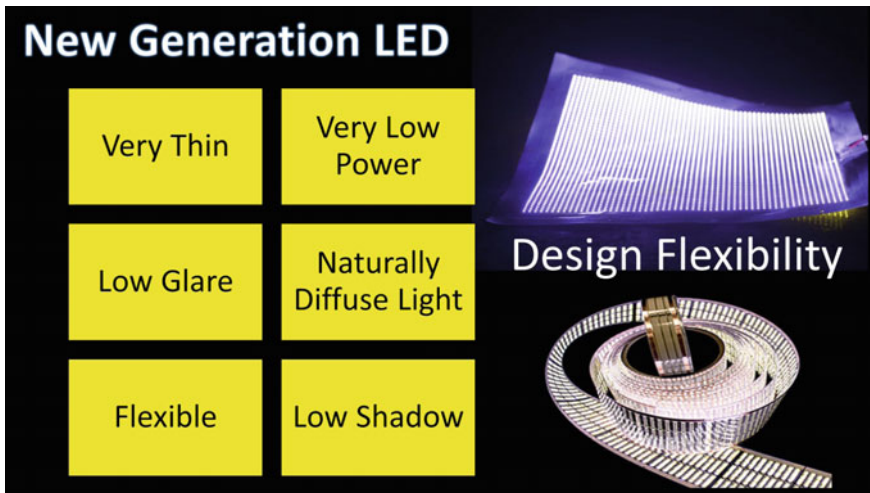 New Generation LED
Very Thin
Very Low
Power
Low Glare
Naturally
Diffuse Light
Flexible
Low Shadow
Design Flexibility